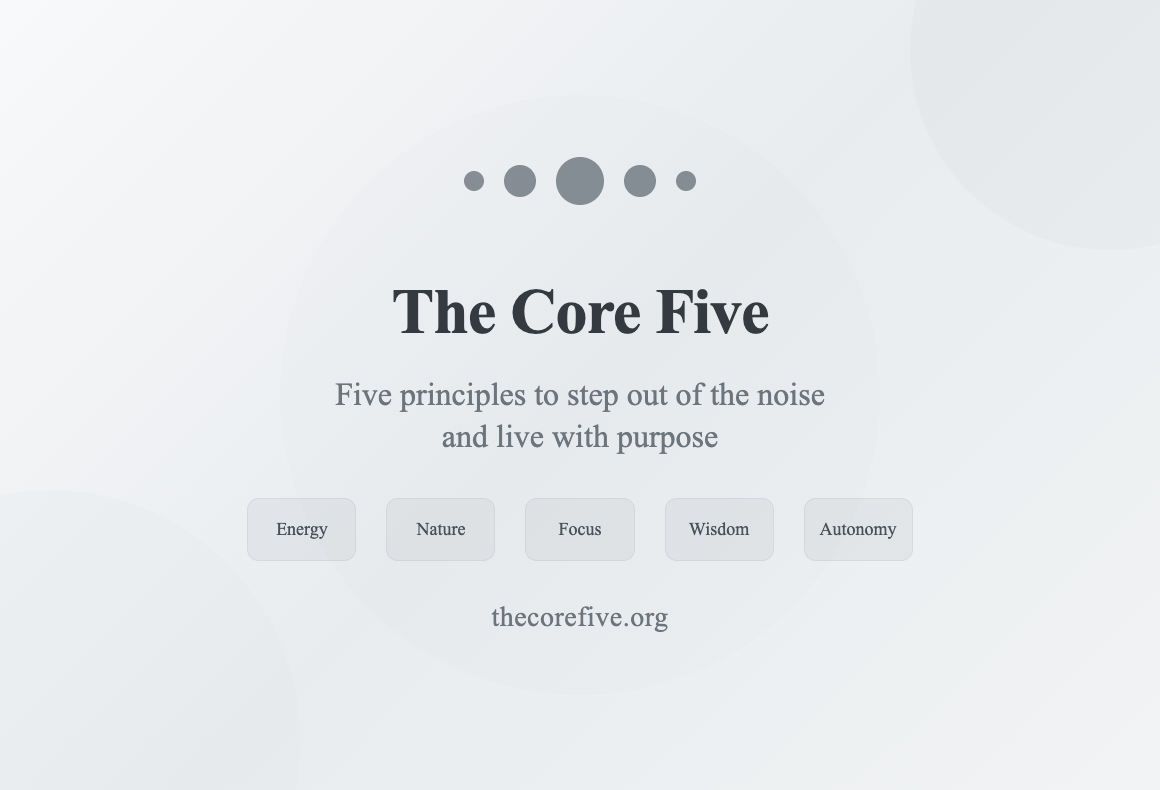 The Core Five
Five principles to step out of the noise
and live with purpose
Energy
Nature
Focus
Wisdom
Autonomy
thecorefive.org